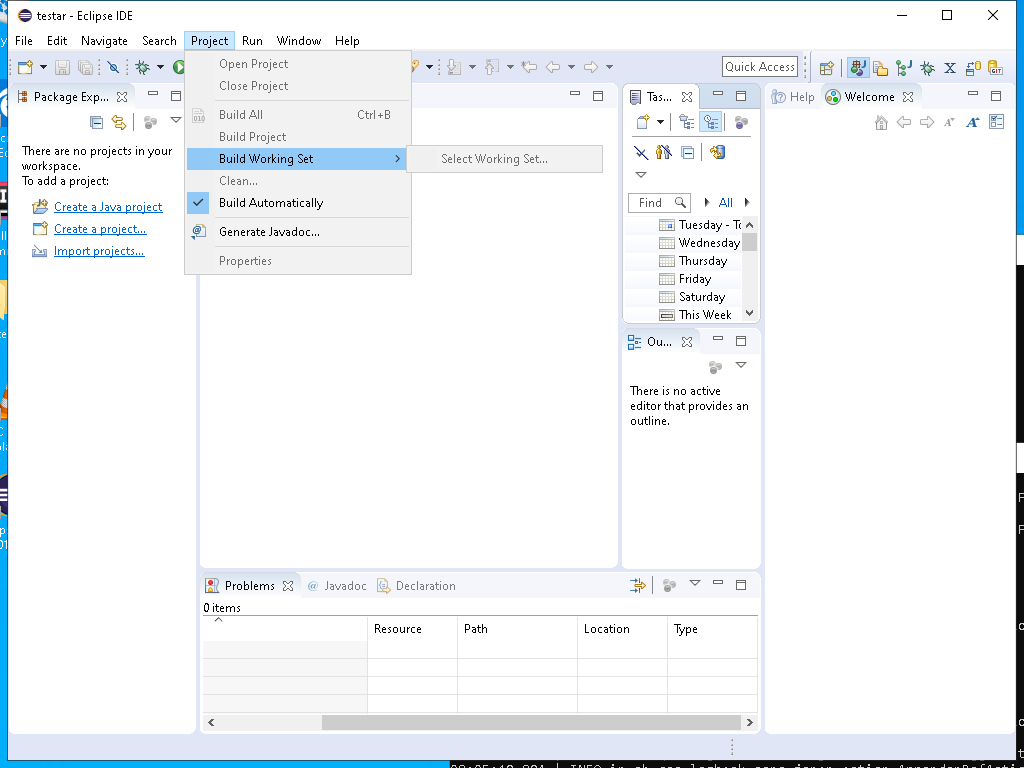 testar - Eclipse IDE
File Edit Navigate Search Project Run Window Help
Quick Access
Open Project
Close Project
Build All Ctrl+B
Build Project
Build Working Set
Select Working Set...
Clean...
Build Automatically
Generate Javadoc...
Properties
Package Exp...
There are no projects in your
workspace.
To add a project:
Create a Java project
Create a project...
Import projects...
Tas...
Find All
Tuesday - To
Wednesday
Thursday
Friday
Saturday
This Week
Ou...
There is no active
editor that provides an
outline.
Help Welcome
Problems Javadoc Declaration
0 items
Resource Path Location Type